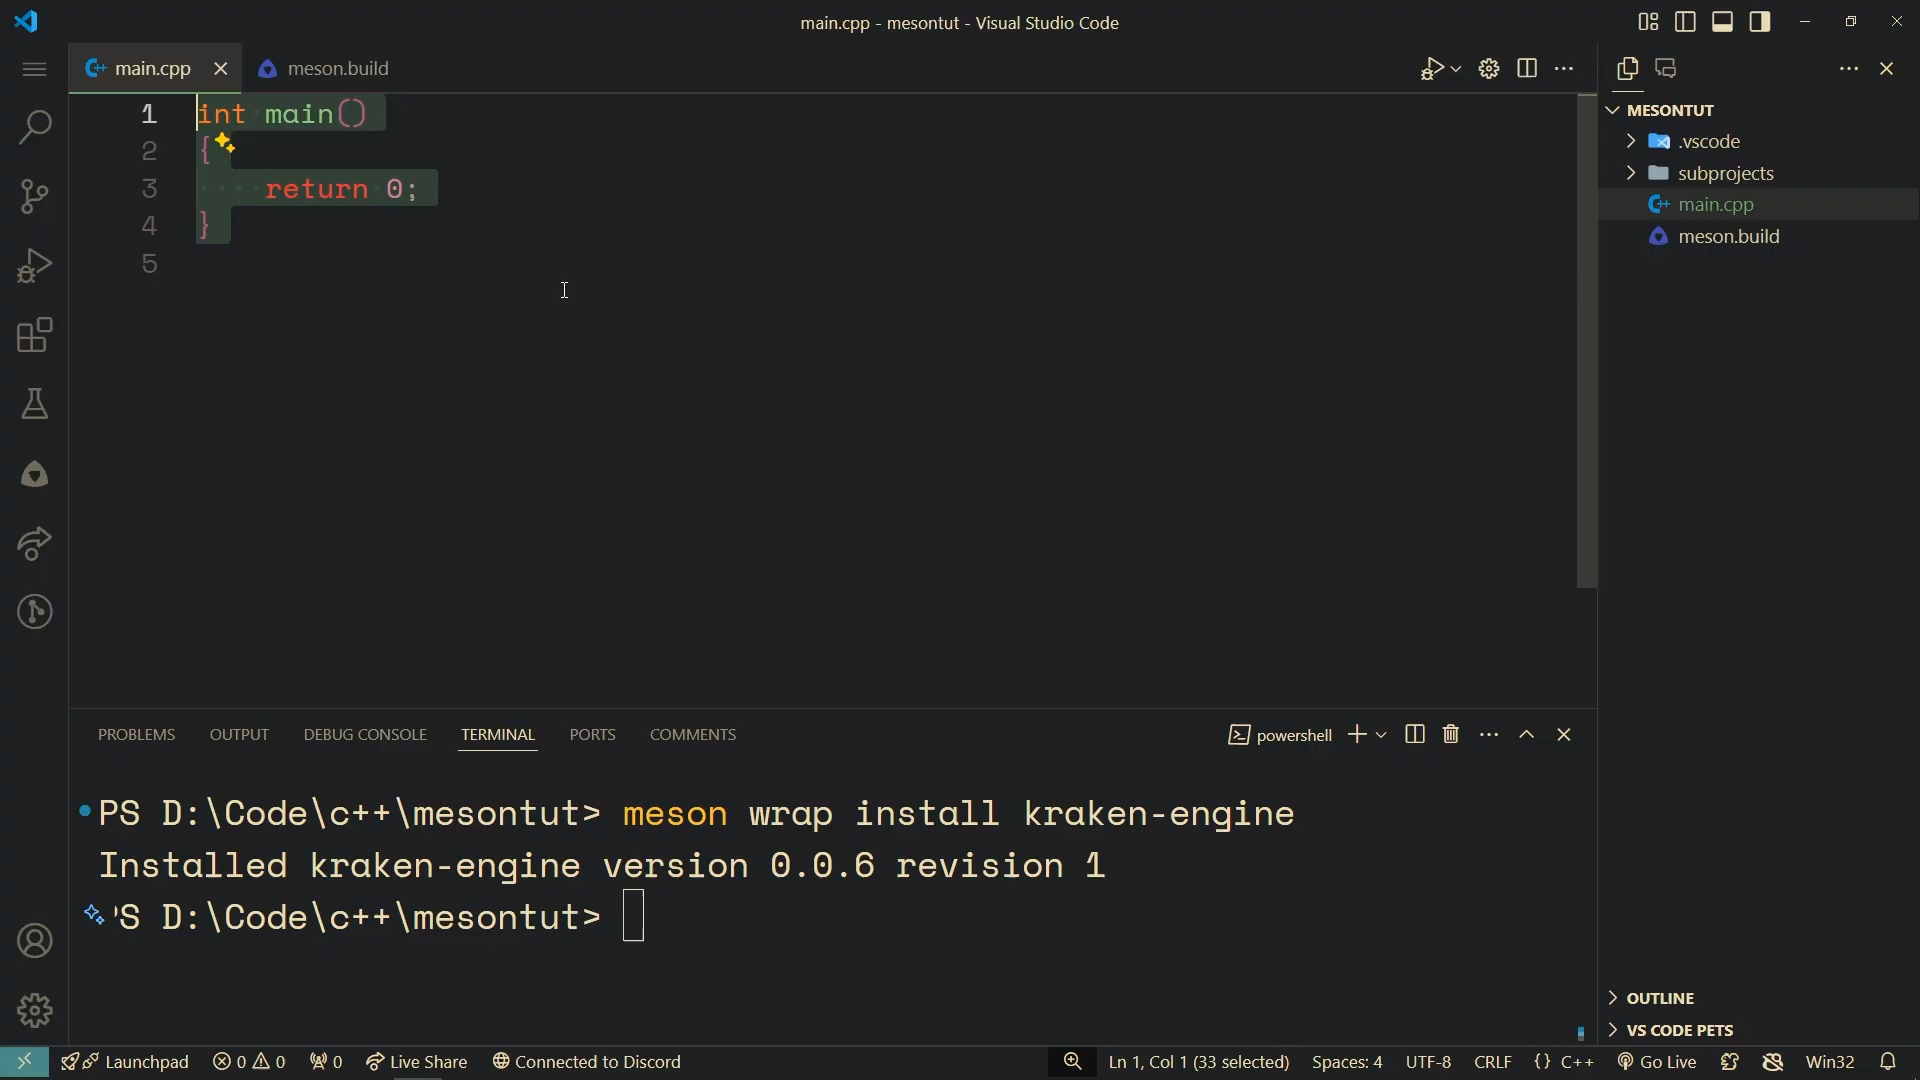 main.cpp - mesontut - Visual Studio Code
main.cpp
meson.build
1 int main()
2 {
3 return 0;
4 }
5
MESONTUT
.vscode
subprojects
main.cpp
meson.build
PROBLEMS OUTPUT DEBUG CONSOLE TERMINAL PORTS COMMENTS
powershell
PS D:\Code\c++\mesontut> meson wrap install kraken-engine
Installed kraken-engine version 0.0.6 revision 1
'S D:\Code\c++\mesontut>
OUTLINE
VS CODE PETS
Launchpad 0 0 0 Live Share Connected to Discord Ln 1, Col 1 (33 selected) Spaces: 4 UTF-8 CRLF {} C++ Go Live Win32